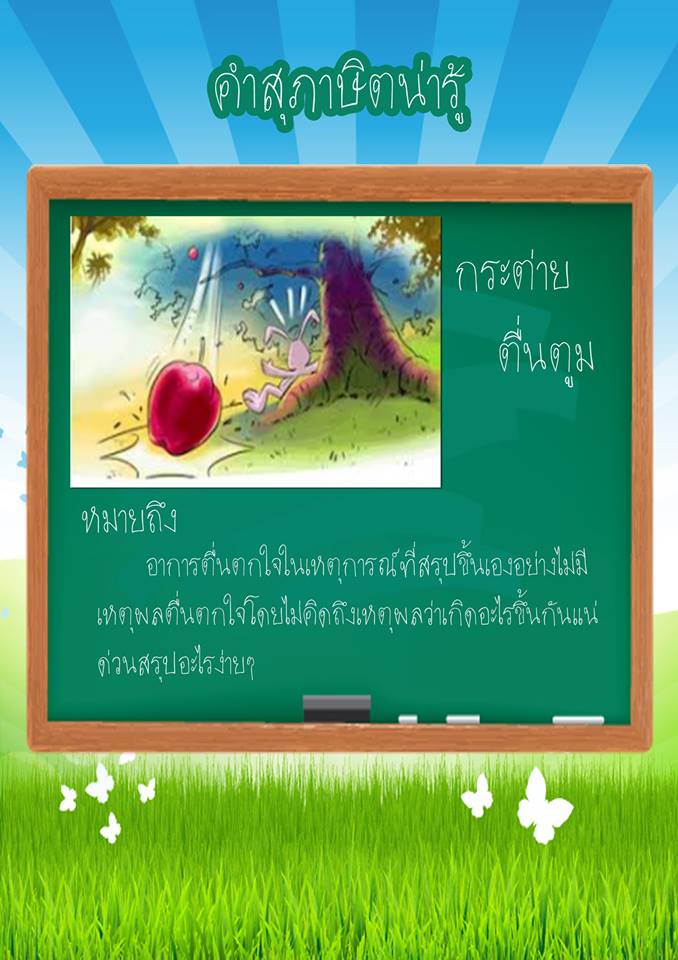 คำสุภาษิตน่ารู้
กระต่าย
ตื่นตูม
หมายถึง
อาการตื่นตกใจในเหตุการณ์ที่สรุปขึ้นเองอย่างไม่มี
เหตุผลตื่นตกใจโดยไม่คิดถึงเหตุผลว่าเกิดอะไรขึ้นกันแน่
ด่วนสรุปอะไรง่ายๆ